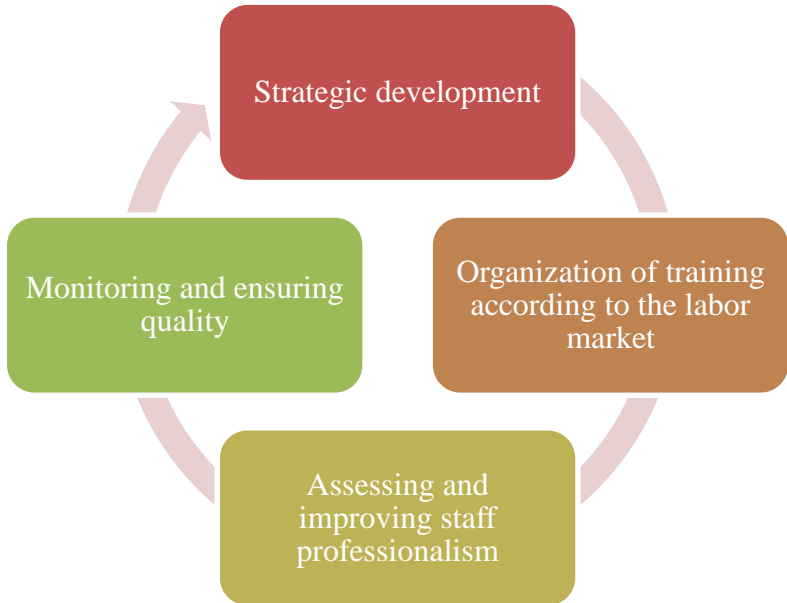 Strategic development
Organization of training
according to the labor
market
Assessing and
improving staff
professionalism
Monitoring and ensuring
quality